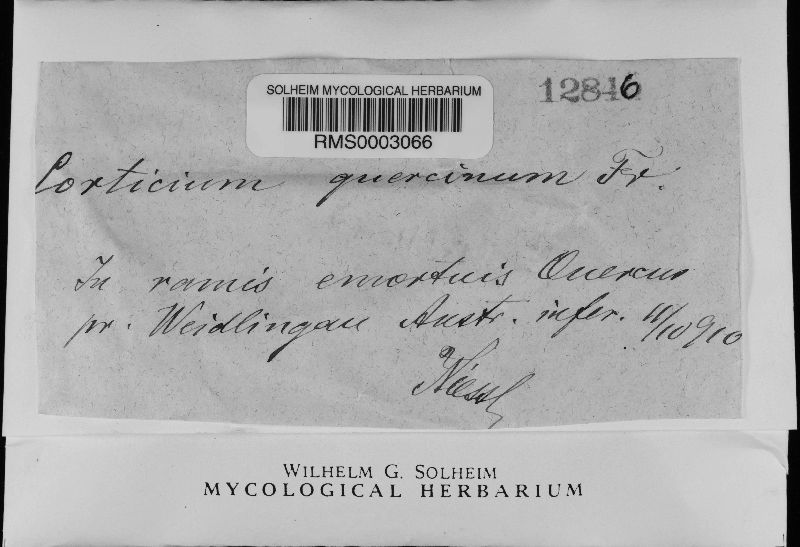 SOLHEIM MYCOLOGICAL HERBARIUM
12846
RMS0003066
Corticium quercinum Fr.
In ramis emortuis Quercus
pr. Weidlingau Austr. infer. 11/10 910
Niessl
WILHELM G. SOLHEIM
MYCOLOGICAL HERBARIUM